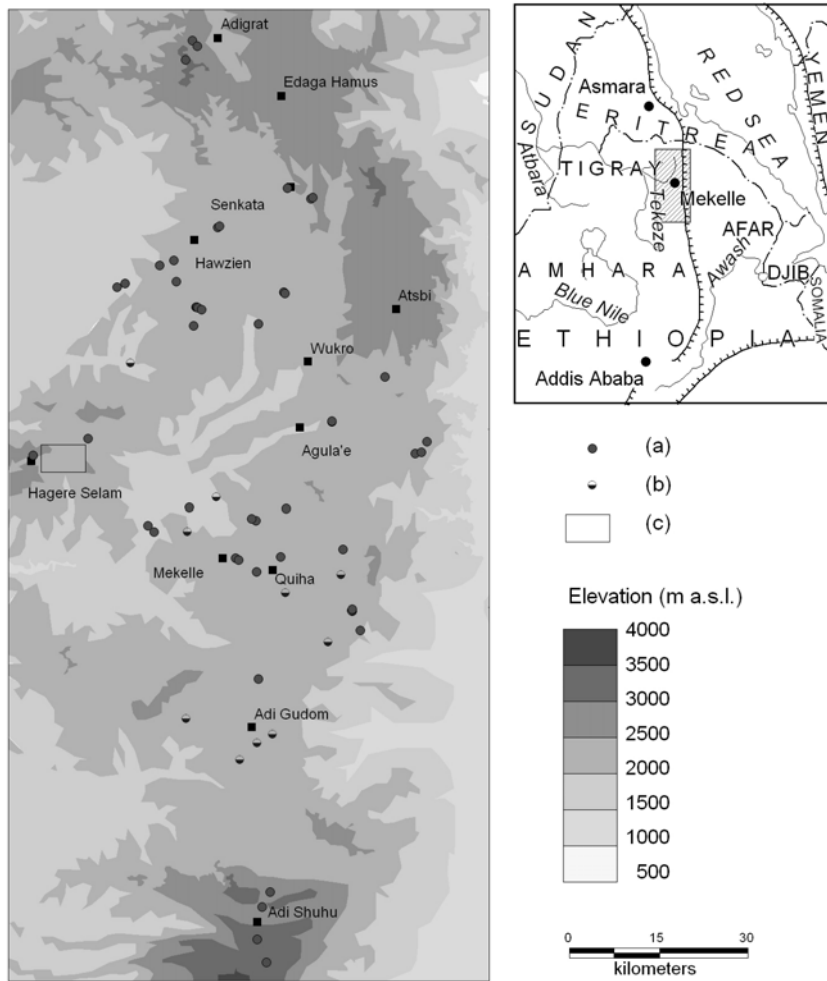 Adigrat
Edaga Hamus
Senkata
Hawzien
Atsbi
Wukro
Agula'e
Hagere Selam
Mekelle
Quiha
Adi Gudom
Adi Shuhu
SUDAN
RED SEA
YEMEN
Asmara
ERITREA
Atbara
TIGRAY
Mekelle
Tekeze
AFAR
Awash
DJIB
SOMALIA
AMHARA
Blue Nile
ETHIOPIA
Addis Ababa
(a)
(b)
(c)
Elevation (m a.s.l.)
4000
3500
3000
2500
2000
1500
1000
500
0 15 30
kilometers